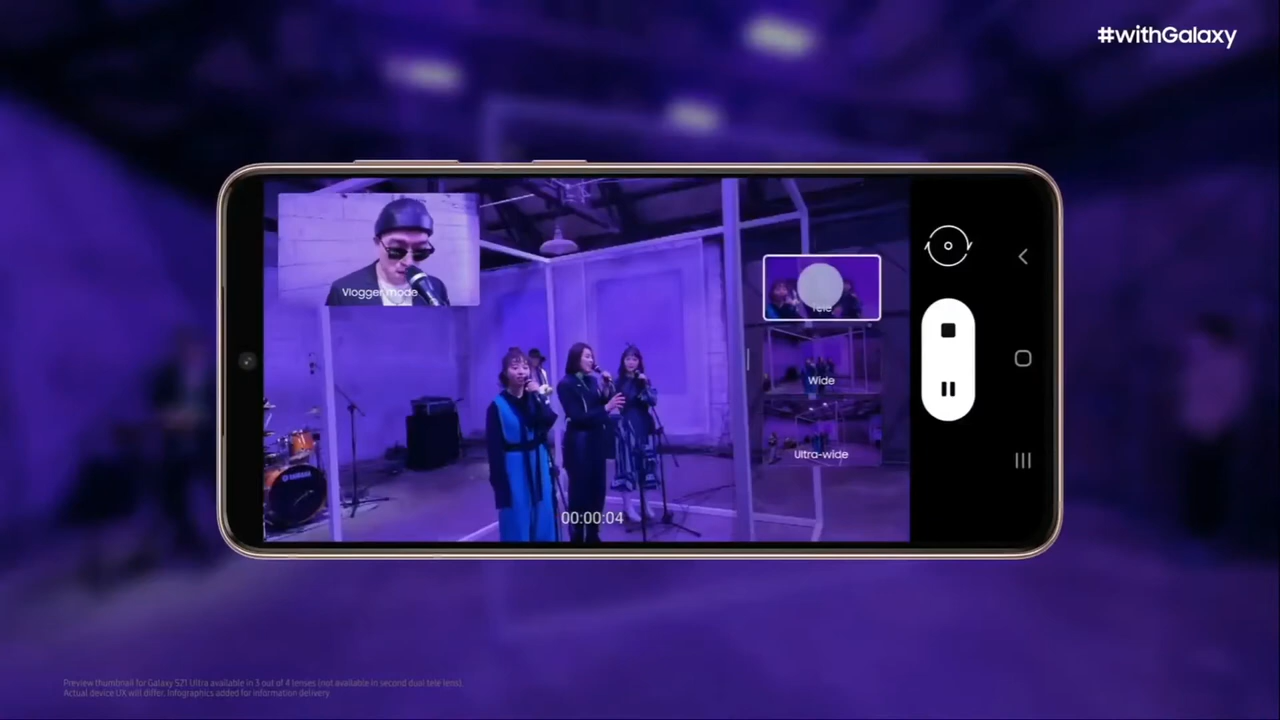 #withGalaxy
Vlogger mode
Tele
Wide
Ultra-wide
00:00:04
Preview thumbnail for Galaxy S21 Ultra available in 3 out of 4 lenses (not available in second dual tele lens).
Actual device UX will differ. Infographics added for information delivery